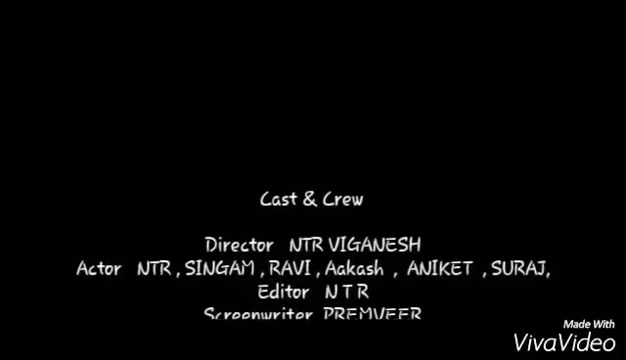 Cast & Crew
Director NTR VIGANESH
Actor NTR , SINGAM , RAVI , Aakash , ANIKET , SURAJ,
Editor N T R
Screenwriter PREMVEER
Made With
VivaVideo